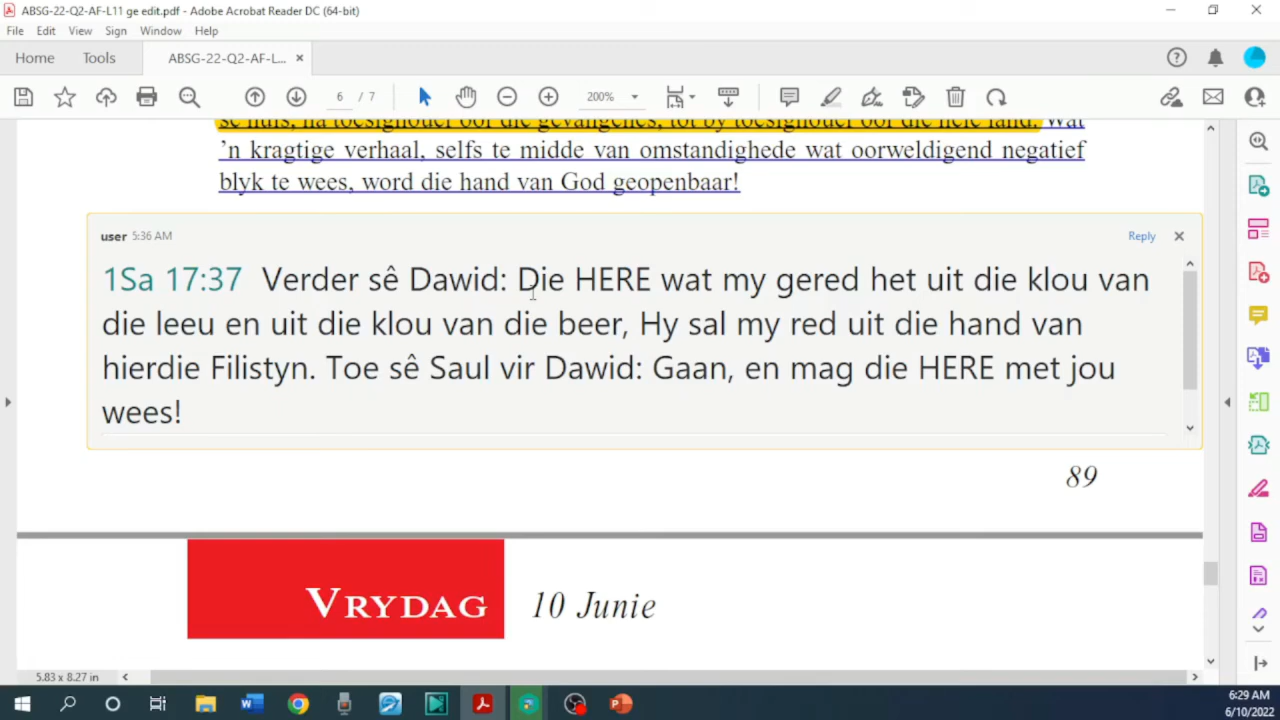 ABSG-22-Q2-AF-L11 ge edit.pdf - Adobe Acrobat Reader DC (64-bit)
File Edit View Sign Window Help
Home Tools ABSG-22-Q2-AF-L... ×
6 / 7 200%
sê huis, na toesighouer oor die gevangenes, tot by toesighouer oor die hele land. Wat
’n kragtige verhaal, selfs te midde van omstandighede wat oorweldigend negatief
blyk te wees, word die hand van God geopenbaar!
user 5:36 AM Reply
1Sa 17:37 Verder sê Dawid: Die HERE wat my gered het uit die klou van
die leeu en uit die klou van die beer, Hy sal my red uit die hand van
hierdie Filistyn. Toe sê Saul vir Dawid: Gaan, en mag die HERE met jou
wees!
89
VRYDAG 10 Junie
5.83 x 8.27 in
6:29 AM
6/10/2022